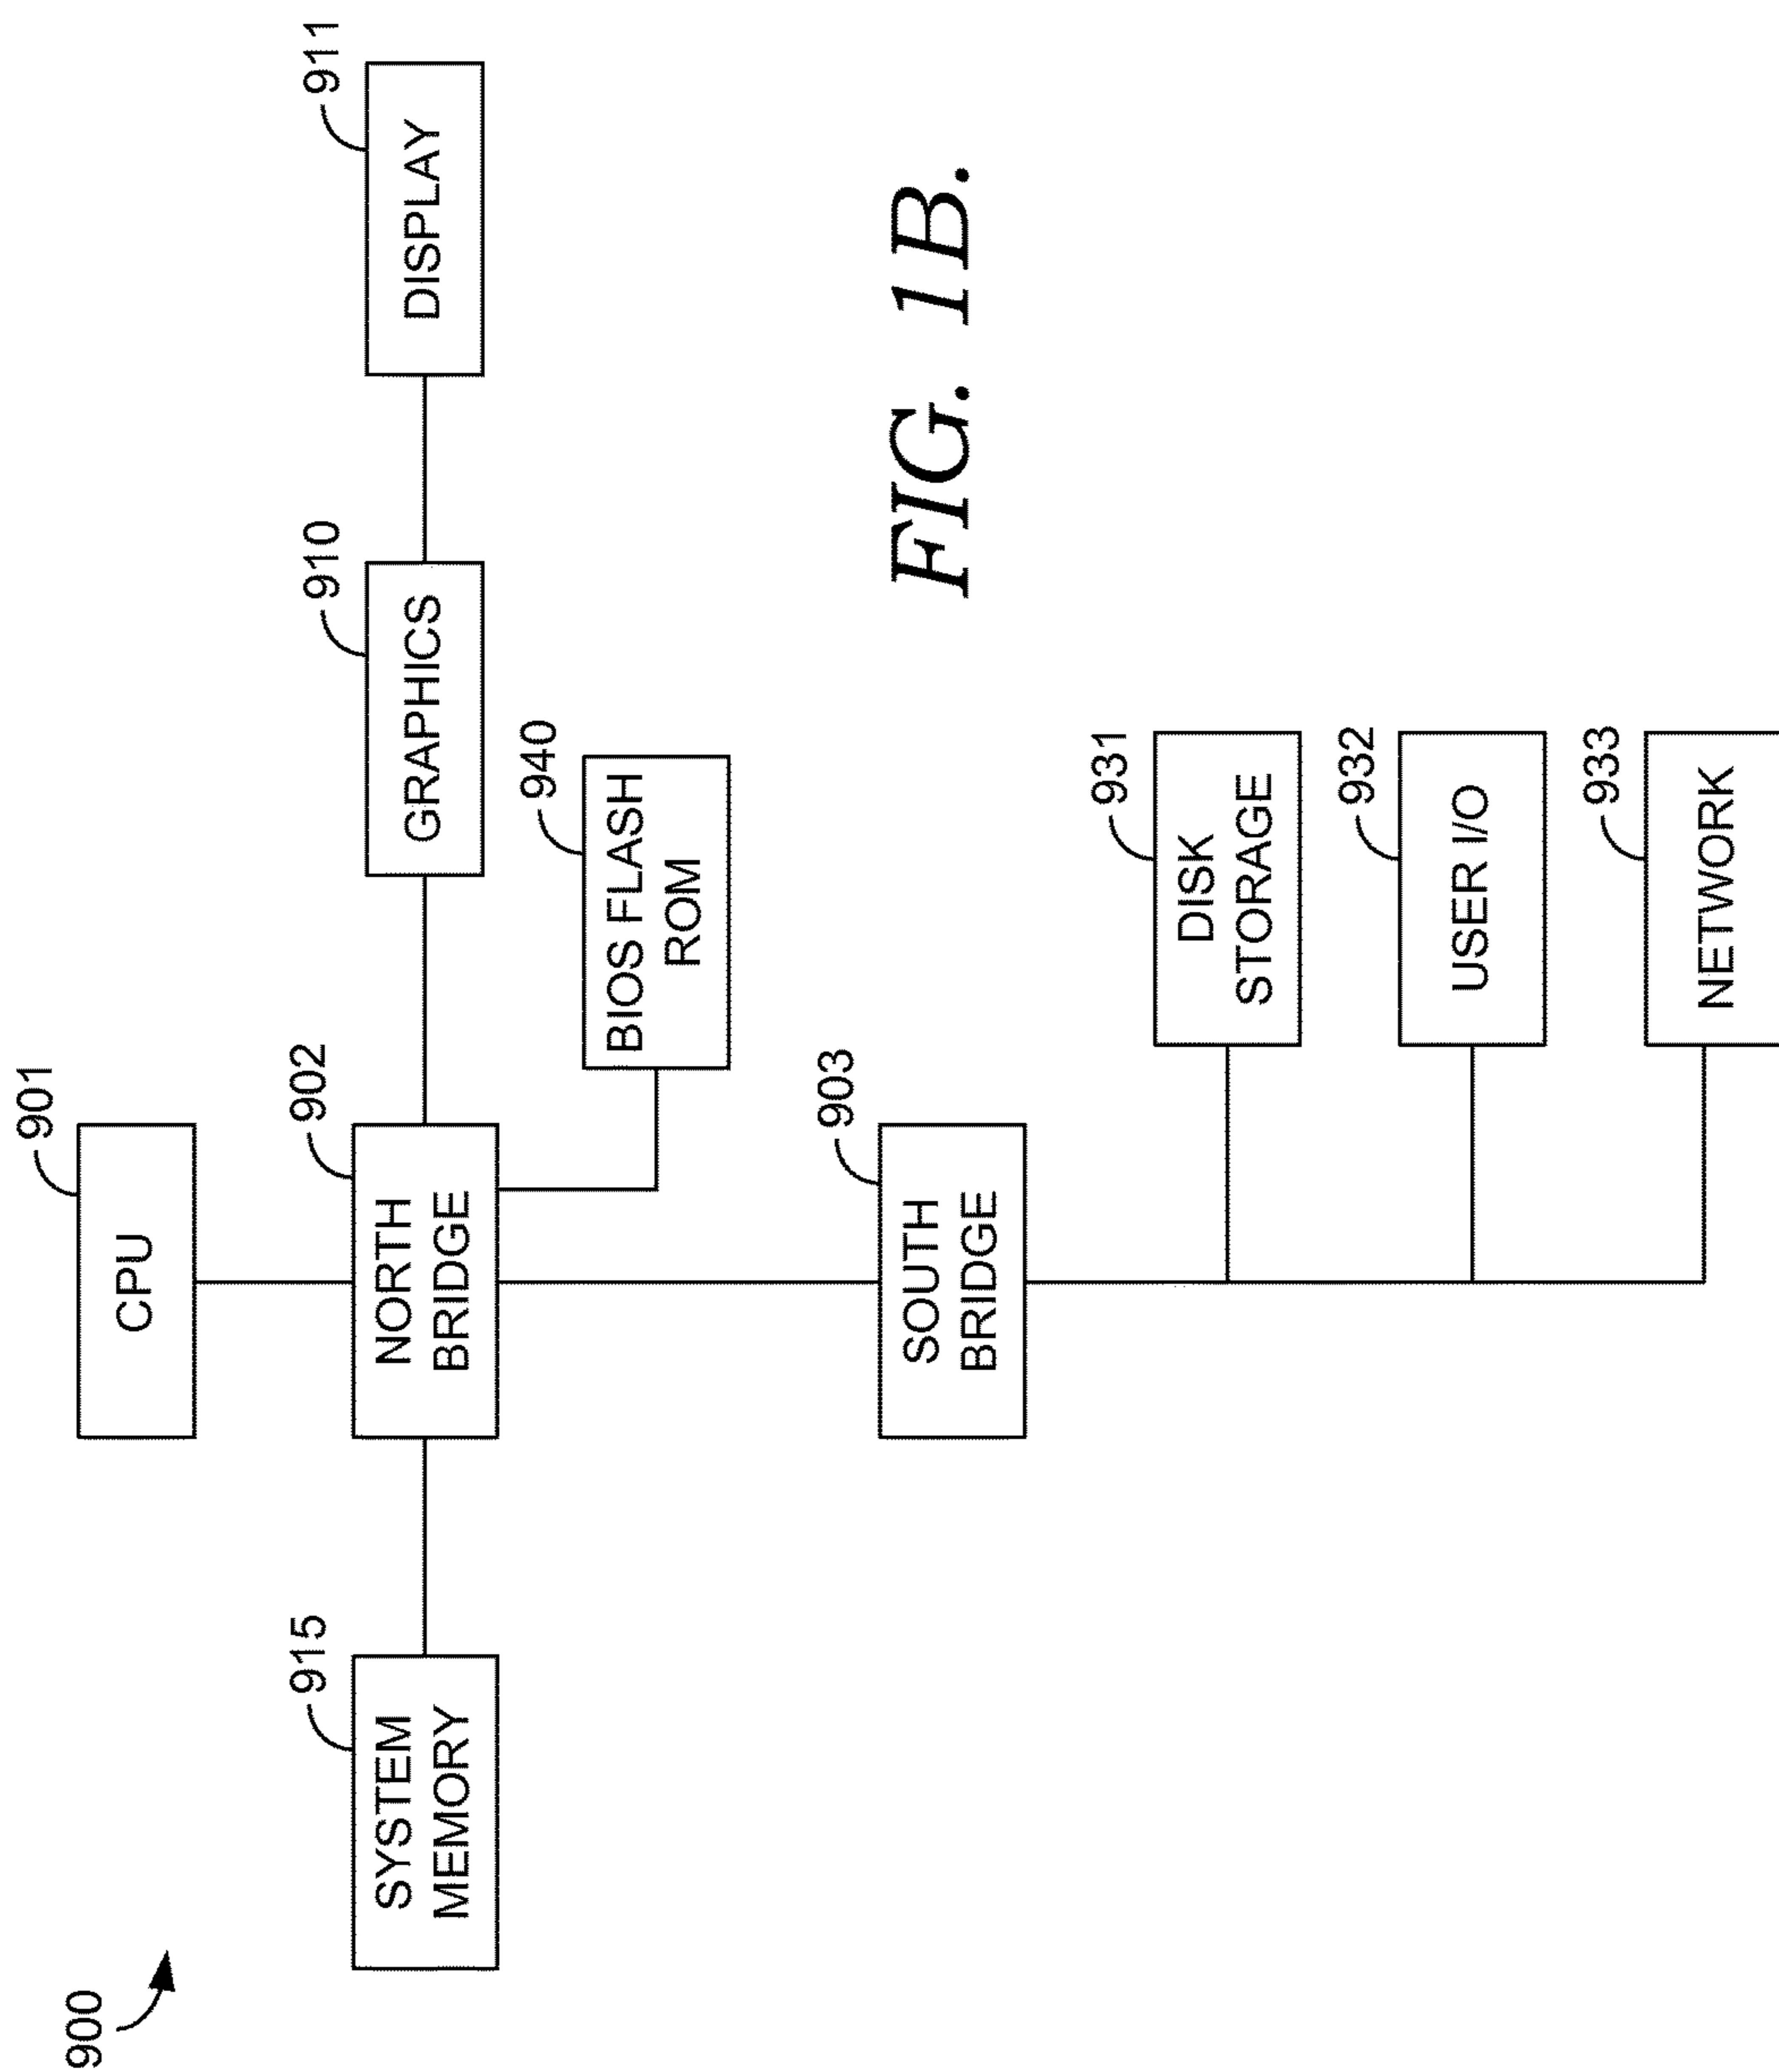 900
901
CPU
915
SYSTEM
MEMORY
902
NORTH
BRIDGE
910
GRAPHICS
911
DISPLAY
940
BIOS FLASH
ROM
903
SOUTH
BRIDGE
931
DISK
STORAGE
932
USER I/O
933
NETWORK
FIG. 1B.